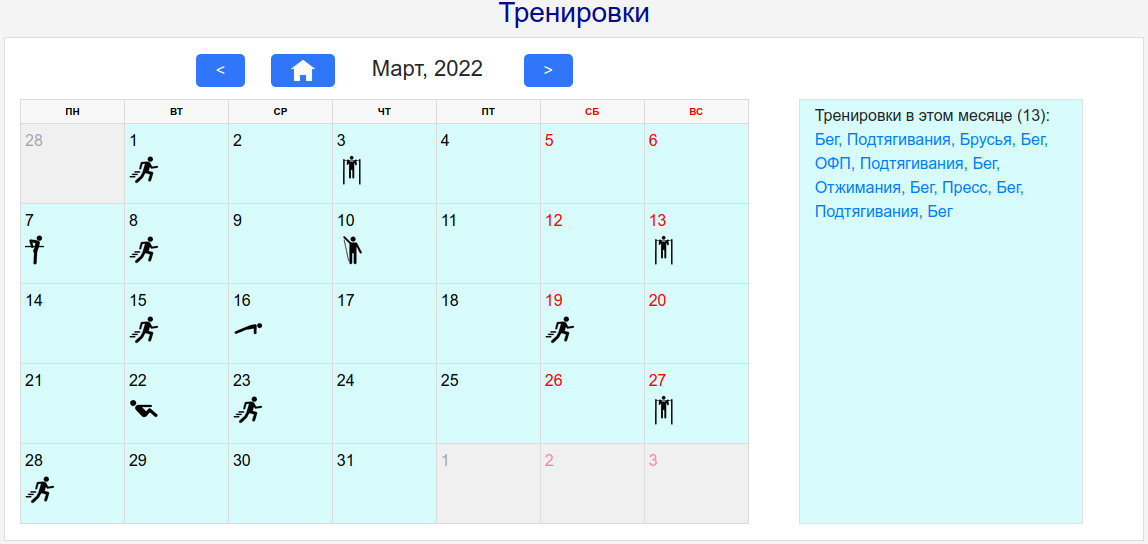 Тренировки
< Март, 2022 >
ПН ВТ СР ЧТ ПТ СБ ВС
28 1 2 3 4 5 6
7 8 9 10 11 12 13
14 15 16 17 18 19 20
21 22 23 24 25 26 27
28 29 30 31 1 2 3
Тренировки в этом месяце (13):
Бег, Подтягивания, Брусья, Бег,
ОФП, Подтягивания, Бег,
Отжимания, Бег, Пресс, Бег,
Подтягивания, Бег